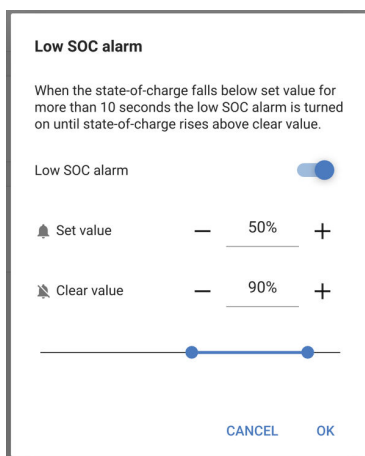 Low SOC alarm
When the state-of-charge falls below set value for
more than 10 seconds the low SOC alarm is turned
on until state-of-charge rises above clear value.
Low SOC alarm
Set value — 50% +
Clear value — 90% +
CANCEL OK